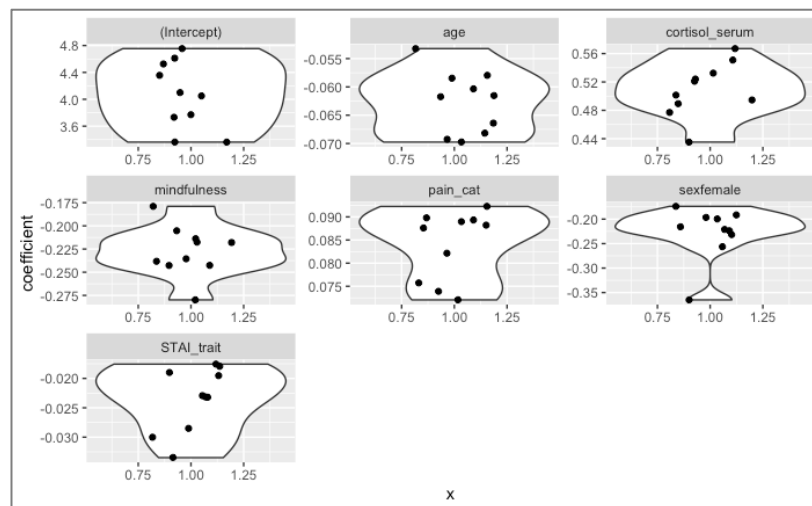 (Intercept)
age
cortisol_serum
4.8
4.4
4.0
3.6
0.75 1.00 1.25
-0.055
-0.060
-0.065
-0.070
0.75 1.00 1.25
0.56
0.52
0.48
0.44
0.75 1.00 1.25
mindfulness
pain_cat
sexfemale
-0.175
-0.200
-0.225
-0.250
-0.275
0.75 1.00 1.25
0.090
0.085
0.080
0.075
0.75 1.00 1.25
-0.20
-0.25
-0.30
-0.35
0.75 1.00 1.25
STAI_trait
-0.020
-0.025
-0.030
0.75 1.00 1.25
coefficient
x